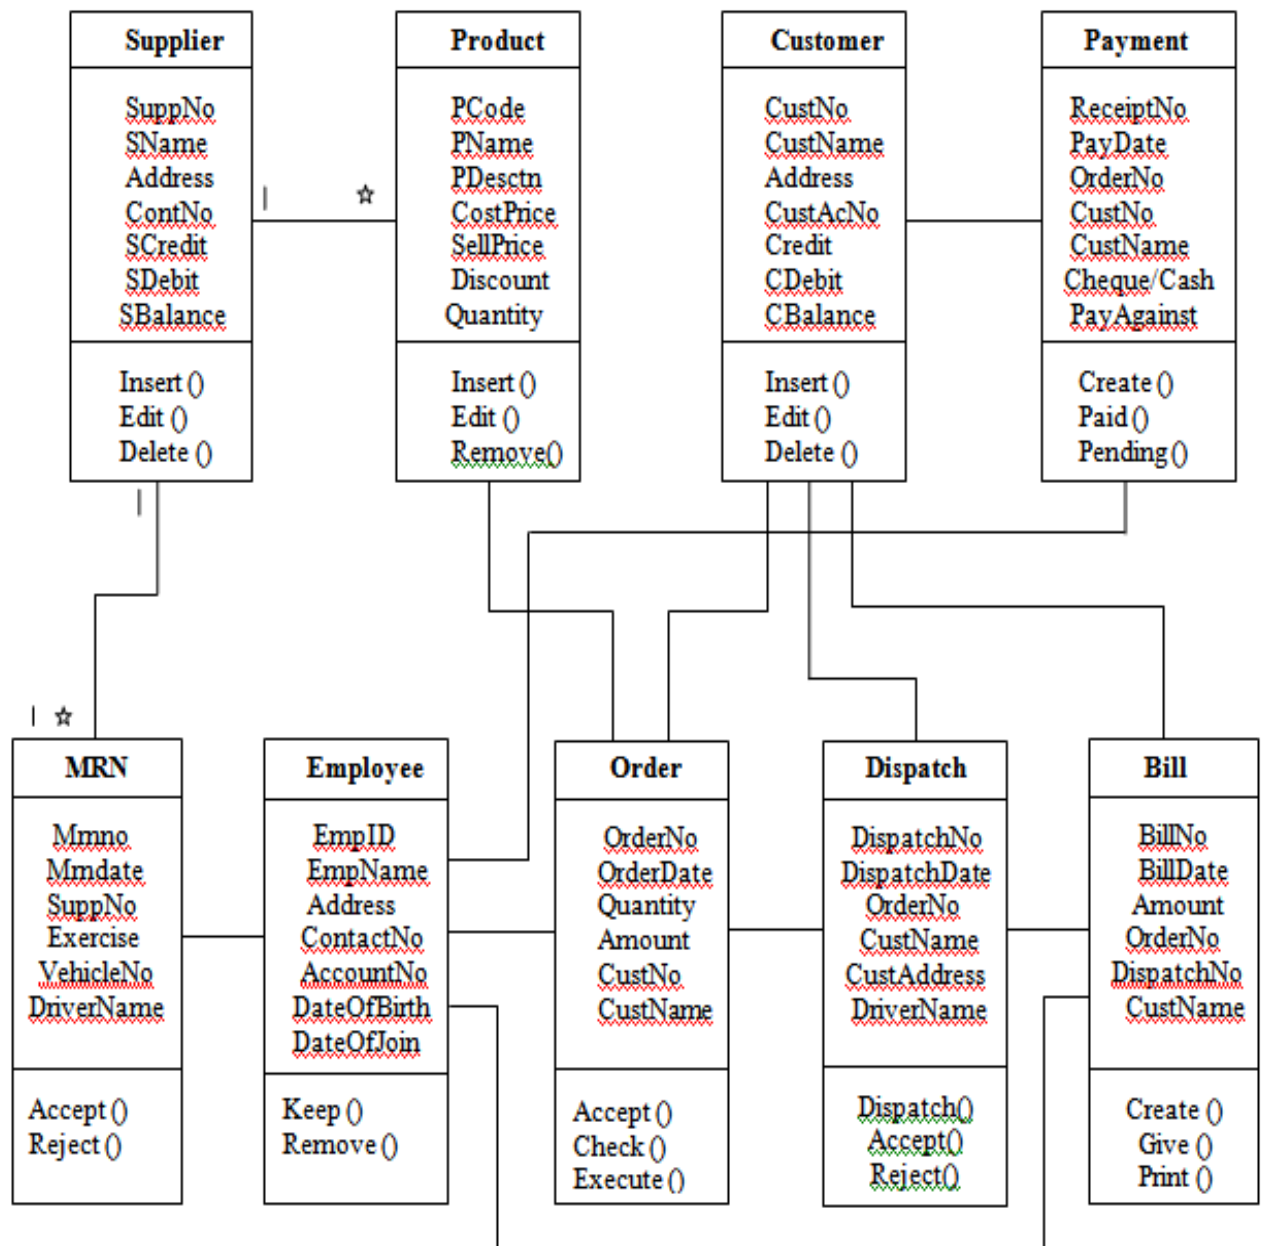 Supplier
SuppNo
SName
Address
ContNo
SCredit
SDebit
SBalance
Insert ()
Edit ()
Delete ()
Product
PCode
PName
PDesctn
CostPrice
SellPrice
Discount
Quantity
Insert ()
Edit ()
Remove()
Customer
CustNo
CustName
Address
CustAcNo
Credit
CDebit
CBalance
Insert ()
Edit ()
Delete ()
Payment
ReceiptNo
PayDate
OrderNo
CustNo
CustName
Cheque/Cash
PayAgainst
Create ()
Paid ()
Pending ()
| ☆
|
| ☆
MRN
Mrnno
Mrndate
SuppNo
Exercise
VehicleNo
DriverName
Accept ()
Reject ()
Employee
EmpID
EmpName
Address
ContactNo
AccountNo
DateOfBirth
DateOfJoin
Keep ()
Remove ()
Order
OrderNo
OrderDate
Quantity
Amount
CustNo
CustName
Accept ()
Check ()
Execute ()
Dispatch
DispatchNo
DispatchDate
OrderNo
CustName
CustAddress
DriverName
Dispatch()
Accept()
Reject()
Bill
BillNo
BillDate
Amount
OrderNo
DispatchNo
CustName
Create ()
Give ()
Print ()